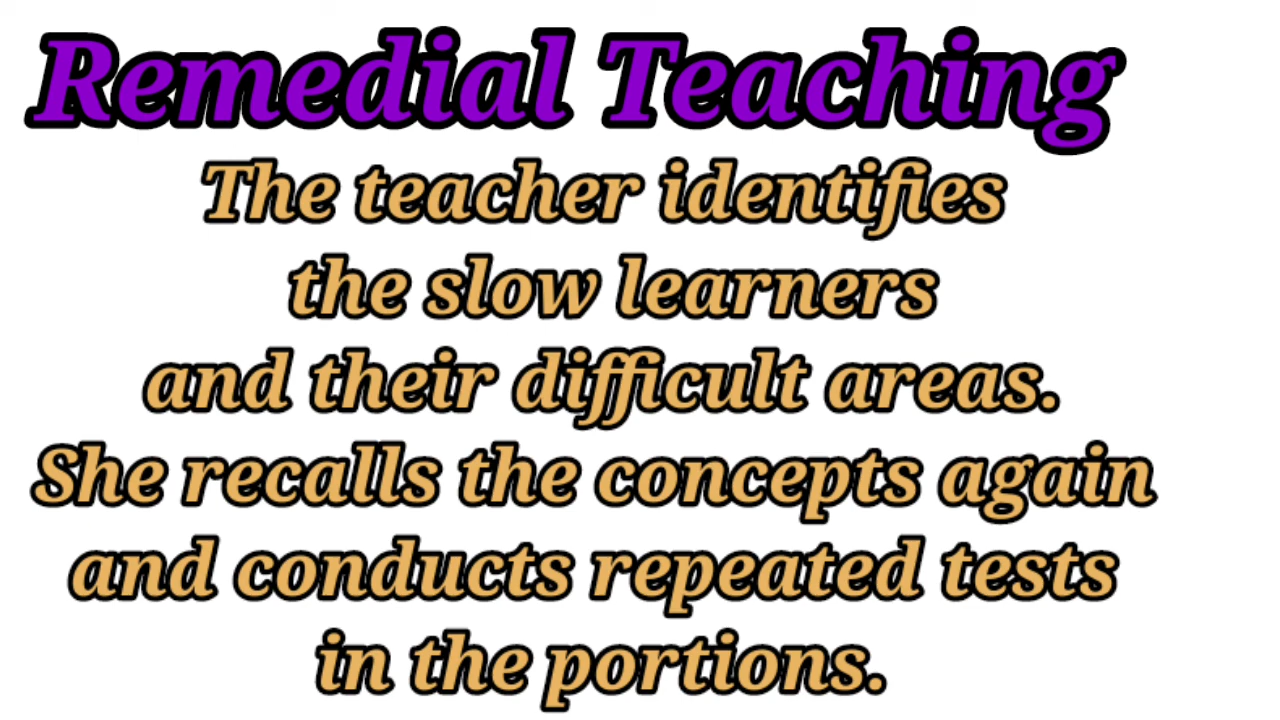 Remedial Teaching
The teacher identifies
the slow learners
and their difficult areas.
She recalls the concepts again
and conducts repeated tests
in the portions.